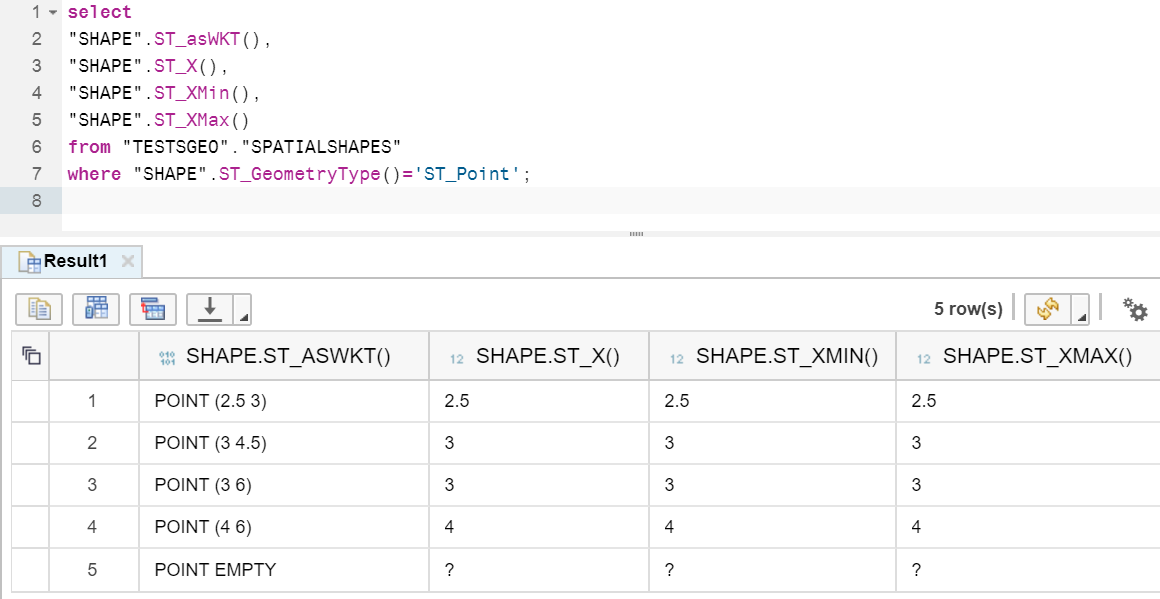 1 select
2 "SHAPE".ST_asWKT(),
3 "SHAPE".ST_X(),
4 "SHAPE".ST_XMin(),
5 "SHAPE".ST_XMax()
6 from "TESTSGEO"."SPATIALSHAPES"
7 where "SHAPE".ST_GeometryType()='ST_Point';
8
Result1
5 row(s)
010 101 SHAPE.ST_ASWKT() 12 SHAPE.ST_X() 12 SHAPE.ST_XMIN() 12 SHAPE.ST_XMAX()
1 POINT (2.5 3) 2.5 2.5 2.5
2 POINT (3 4.5) 3 3 3
3 POINT (3 6) 3 3 3
4 POINT (4 6) 4 4 4
5 POINT EMPTY ? ? ?